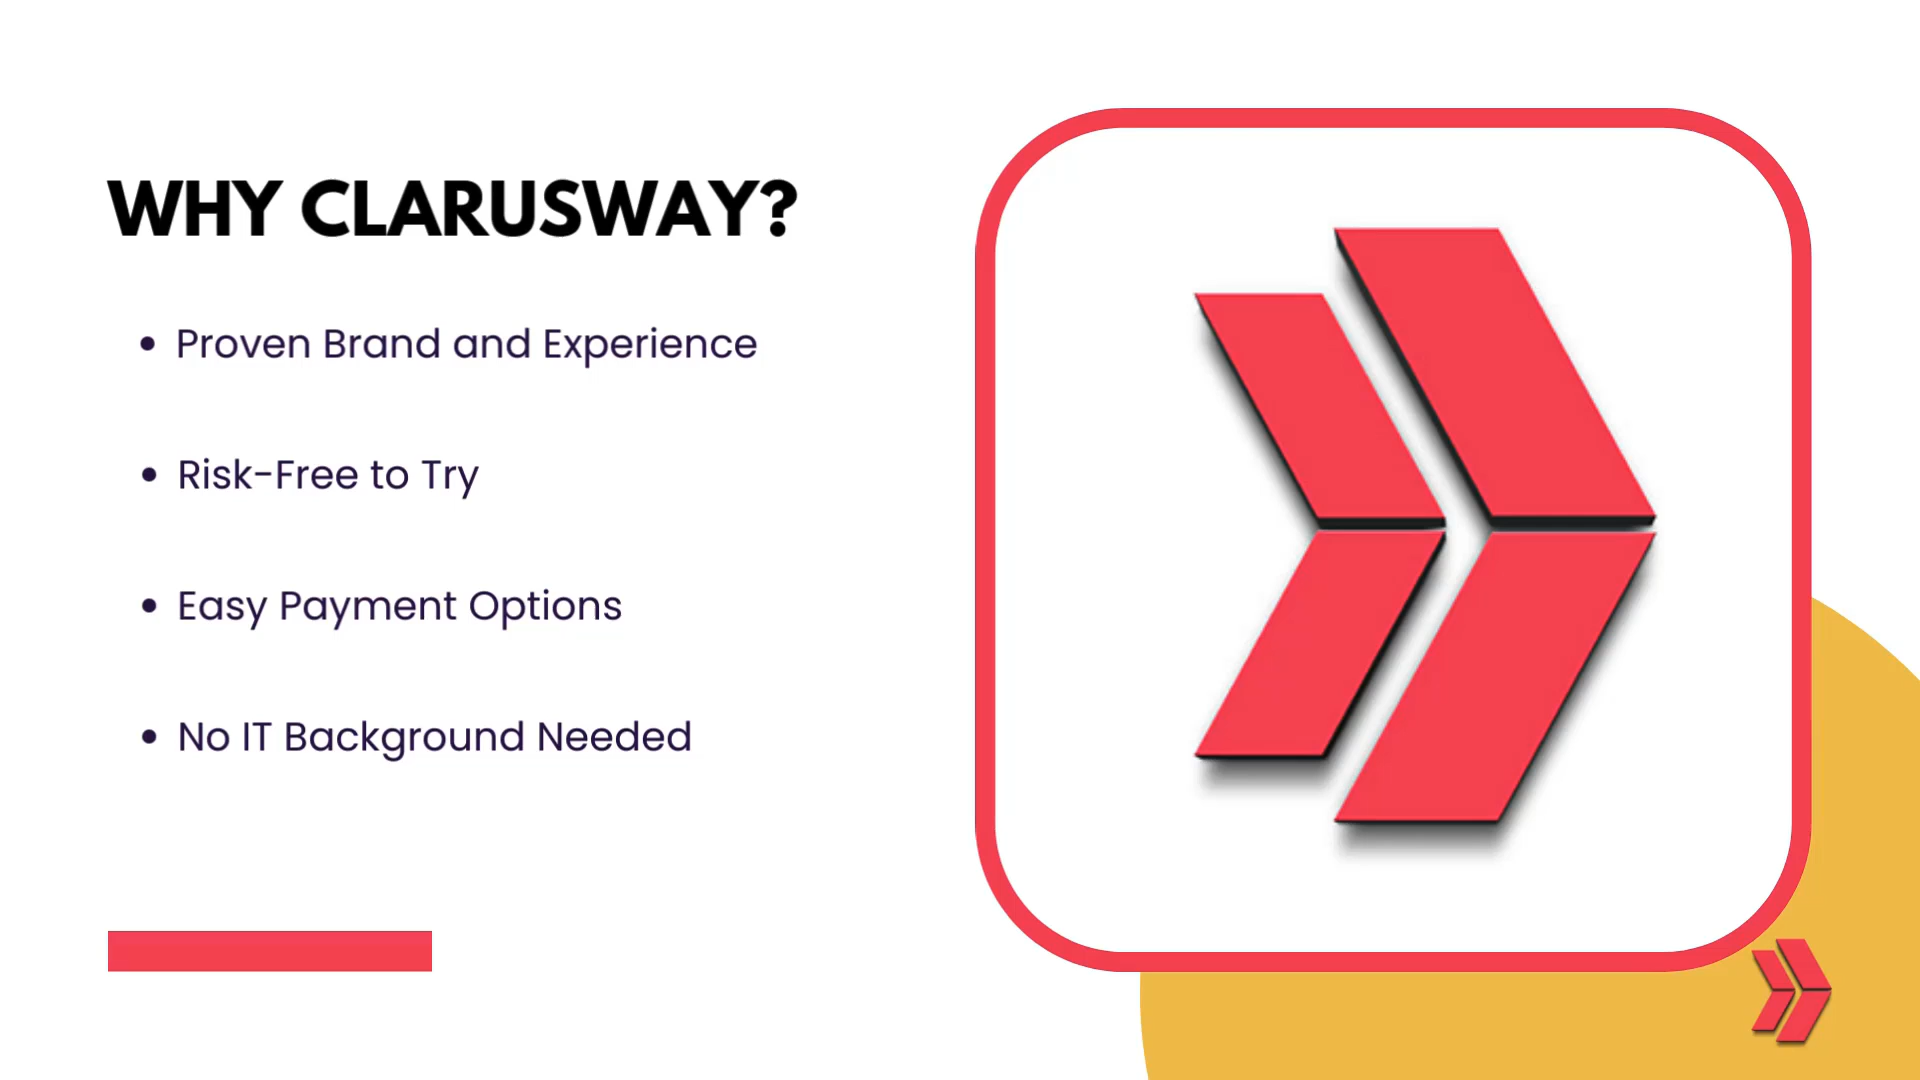 WHY CLARUSWAY?
• Proven Brand and Experience
• Risk-Free to Try
• Easy Payment Options
• No IT Background Needed